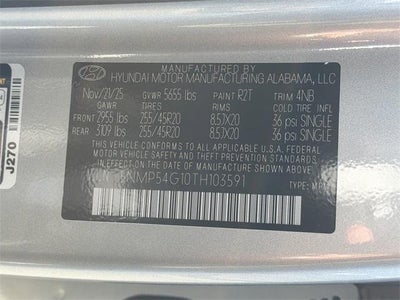 HYUNDAI MOTOR MANUFACTURING ALABAMA, LLC
Nov/21/25 GVWR 5655 lbs PAINT R2T TRIM 4NB
GAWR TIRES RIMS COLD TIRE INFL
FRONT 2955 lbs 255/45R20 8.5JX20 36 psi SINGLE
REAR 3109 lbs 255/45R20 8.5JX20 36 psi SINGLE
THIS VEHICLE CONFORMS TO ALL APPLICABLE U.S.A. FEDERAL
MOTOR VEHICLE SAFETY, BUMPER, AND THEFT PREVENTION STANDARDS
IN EFFECT ON THE DATE OF MANUFACTURE SHOWN ABOVE.
NMP54G10TH103591 TYPE:
J270